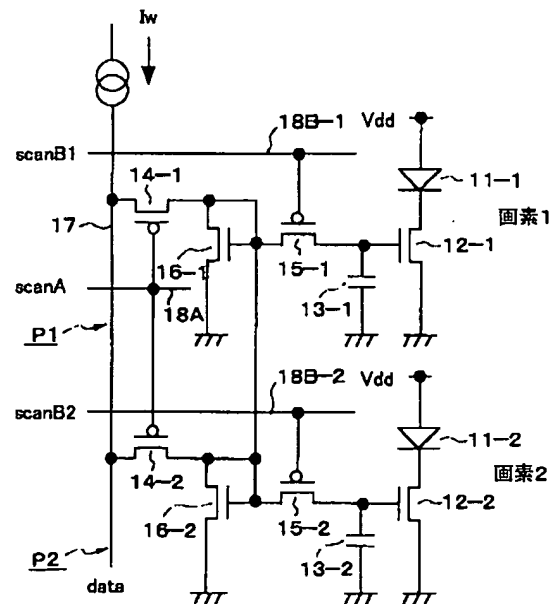 Iw
18B-1
Vdd
scanB1
14-1
11-1
画素1
17
16-1
15-1
12-1
13-1
scanA
18A
P1
18B-2
Vdd
scanB2
14-2
11-2
画素2
16-2
15-2
12-2
13-2
P2
data